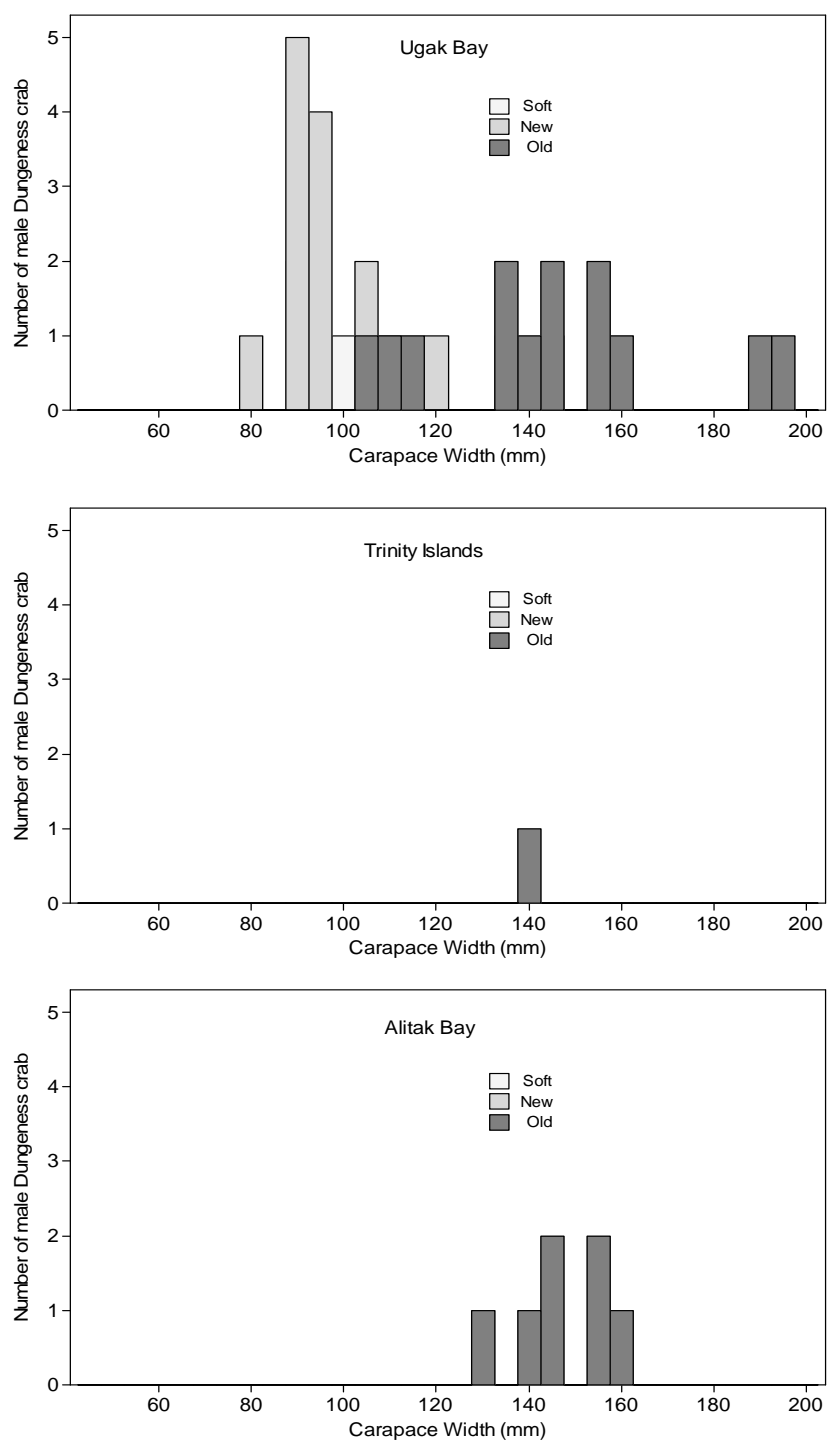 Ugak Bay
Number of male Dungeness crab
5
4
3
2
1
0
Soft
New
Old
60 80 100 120 140 160 180 200
Carapace Width (mm)
Trinity Islands
Number of male Dungeness crab
5
4
3
2
1
0
Soft
New
Old
60 80 100 120 140 160 180 200
Carapace Width (mm)
Alitak Bay
Number of male Dungeness crab
5
4
3
2
1
0
Soft
New
Old
60 80 100 120 140 160 180 200
Carapace Width (mm)